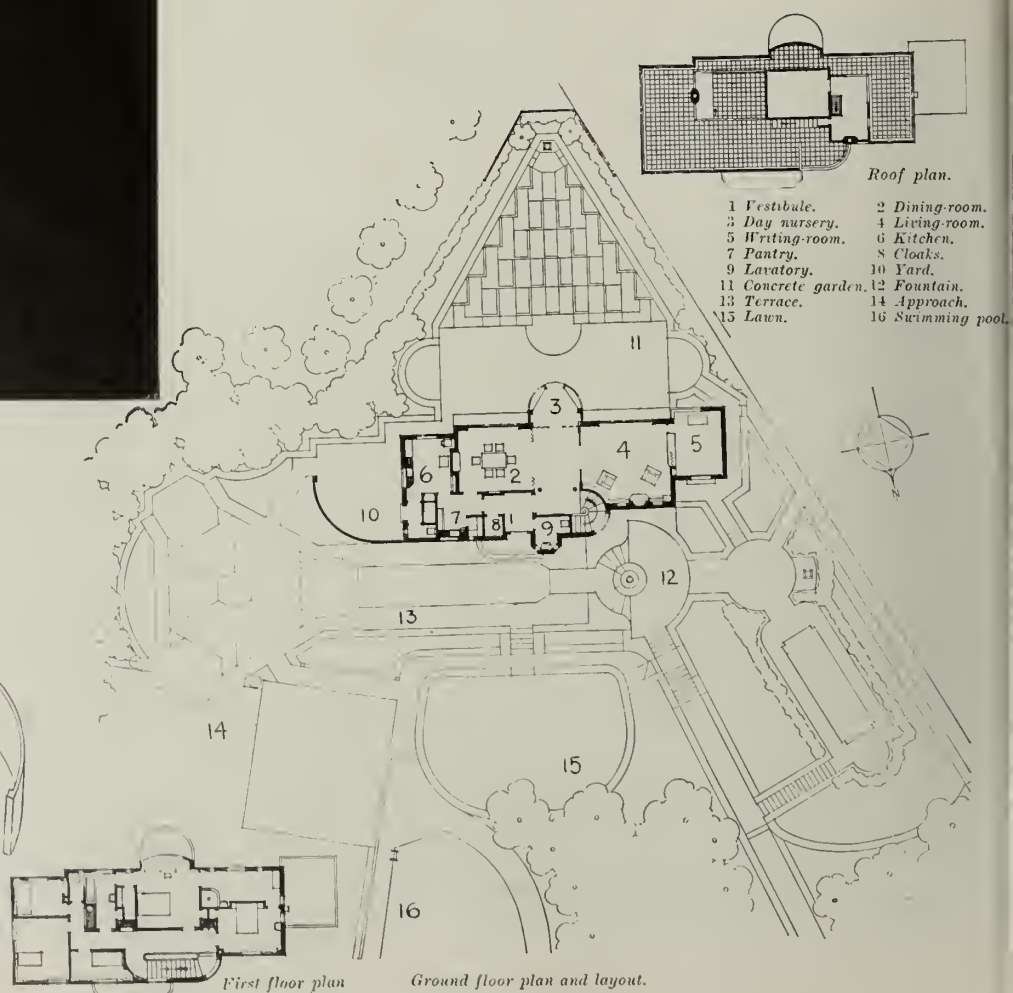 Roof plan.
1 Vestibule. 2 Dining-room.
3 Day nursery. 4 Living-room.
5 Writing-room. 6 Kitchen.
7 Pantry. 8 Cloaks.
9 Lavatory. 10 Yard.
11 Concrete garden. 12 Fountain.
13 Terrace. 14 Approach.
15 Lawn. 16 Swimming pool.
11
3
4
5
6
2
10
7
8
1
9
12
N
13
14
15
16
First floor plan
Ground floor plan and layout.